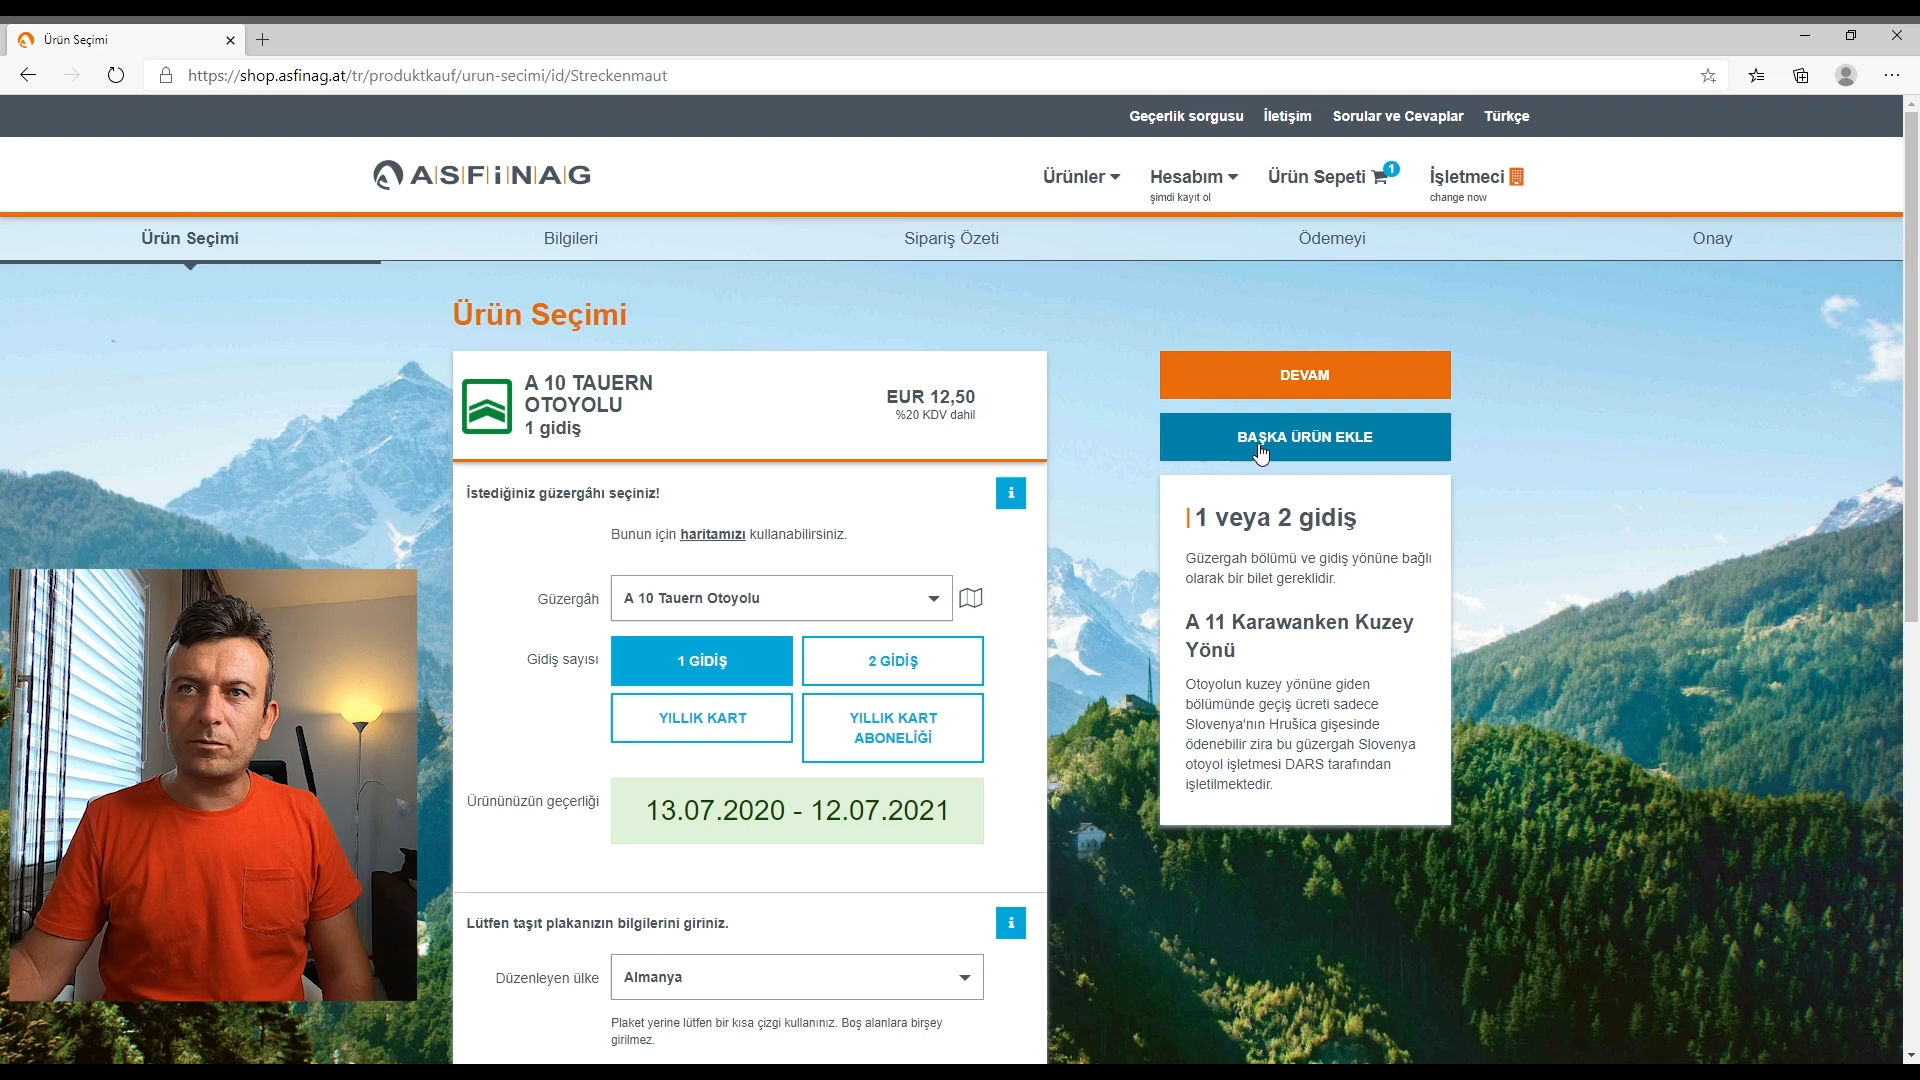 Ürün Seçimi
https://shop.asfinag.at/tr/produktkauf/urun-secimi/id/Streckenmaut
Geçerlik sorgusu İletişim Sorular ve Cevaplar Türkçe
ASFiNAG
Ürünler Hesabım Ürün Sepeti 1 İşletmeci
şimdi kayıt ol change now
Ürün Seçimi Bilgileri Sipariş Özeti Ödemeyi Onay
Ürün Seçimi
A 10 TAUERN
OTOYOLU
1 gidiş
EUR 12,50
%20 KDV dahil
İstediğiniz güzergâhı seçiniz!
i
Bunun için haritamızı kullanabilirsiniz.
Güzergâh A 10 Tauern Otoyolu
Gidiş sayısı 1 GİDİŞ 2 GİDİŞ
YILLIK KART YILLIK KART
ABONELİĞİ
Ürününüzün geçerliği 13.07.2020 - 12.07.2021
Lütfen taşıt plakanızın bilgilerini giriniz.
i
Düzenleyen ülke Almanya
Plaket yerine lütfen bir kısa çizgi kullanınız. Boş alanlara birşey
girilmez.
DEVAM
BAŞKA ÜRÜN EKLE
1 veya 2 gidiş
Güzergah bölümü ve gidiş yönüne bağlı
olarak bir bilet gereklidir.
A 11 Karawanken Kuzey
Yönü
Otoyolun kuzey yönüne giden
bölümünde geçiş ücreti sadece
Slovenya'nın Hrušica gişesinde
ödenebilir zira bu güzergah Slovenya
otoyol işletmesi DARS tarafından
işletilmektedir.